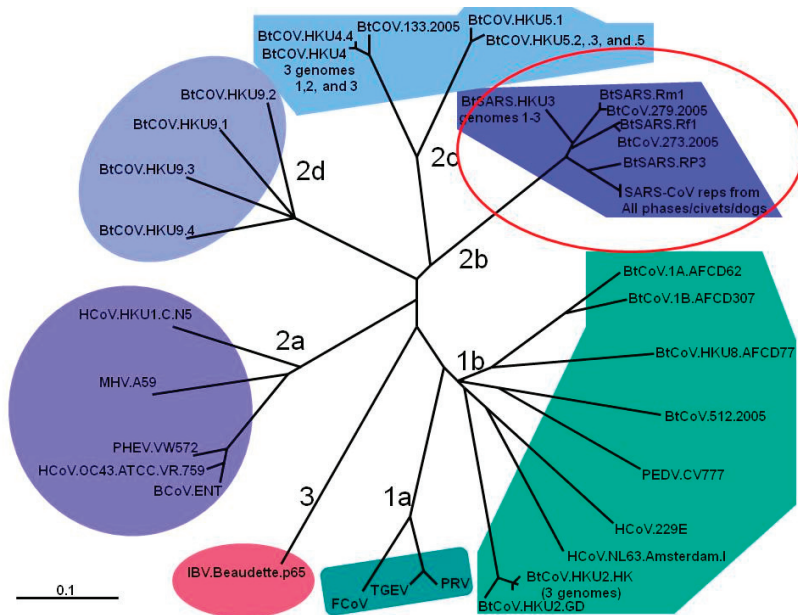 BtCOV.HKU4.4
BtCOV.HKU4
3 genomes
1,2, and 3
BtCOV.133.2005
BtCOV.HKU5.1
BtCOV.HKU5.2, .3, and .5
BtSARS.HKU3
genomes 1-3
BtSARS.Rm1
BtCoV.279.2005
BtSARS.Rf1
BtCOV.273.2005
BtSARS.RP3
SARS-CoV reps from
All phases/civets/dogs
BtCOV.HKU9.2
BtCOV.HKU9.1
BtCOV.HKU9.3
BtCOV.HKU9.4
2d
2c
2b
2a
1b
3
1a
HCoV.HKU1.C.N5
MHV.A59
PHEV.VW572
HCoV.OC43.ATCC.VR.759
BCoV.ENT
BtCoV.1A.AFCD62
BtCoV.1B.AFCD307
BtCoV.HKU8.AFCD77
BtCoV.512.2005
PEDV.CV777
HCoV.229E
HCoV.NL63.Amsterdam.I
BtCoV.HKU2.HK
(3 genomes)
BtCoV.HKU2.GD
IBV.Beaudette.p65
FCoV
TGEV
PRV
0.1